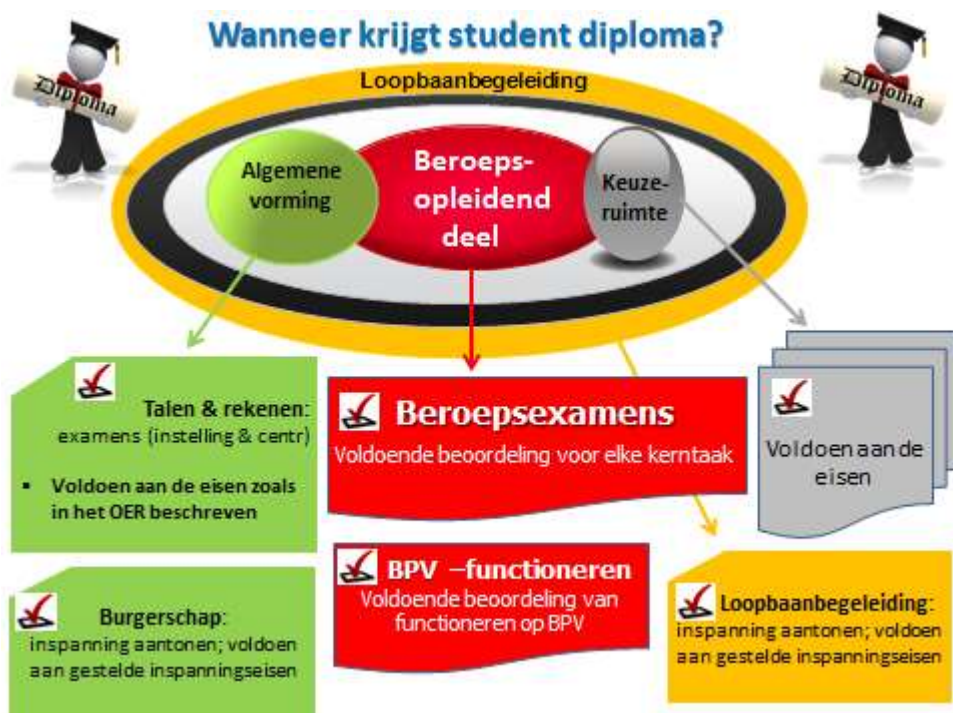 Wanneer krijgt student diploma?
Diploma
Diploma
Loopbaanbegeleiding
Algemene
vorming
Beroeps-
opleidend
deel
Keuze-
ruimte
Talen & rekenen:
examens (instelling & centr)
▪ Voldoen aan de eisen zoals
in het OER beschreven
Beroepsexamens
Voldoende beoordeling voor elke kerntaak
Voldoen aan de
eisen
Burgerschap:
inspanning aantonen; voldoen
aan gestelde inspanningseisen
BPV –functioneren
Voldoende beoordeling van
functioneren op BPV
Loopbaanbegeleiding:
inspanning aantonen; voldoen
aan gestelde inspanningseisen